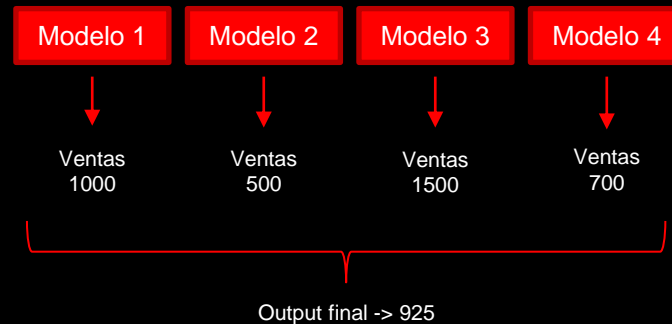 Modelo 1
Modelo 2
Modelo 3
Modelo 4
Ventas
1000
Ventas
500
Ventas
1500
Ventas
700
Output final -> 925